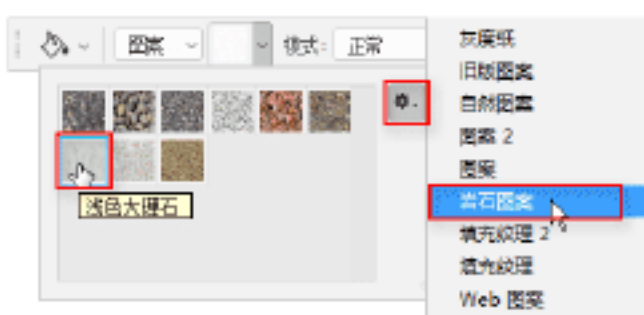 图案
模式: 正常
浅色大理石
灰度纸
旧版图案
自然图案
图案 2
图案
岩石图案
填充纹理 2
填充纹理
Web 图案